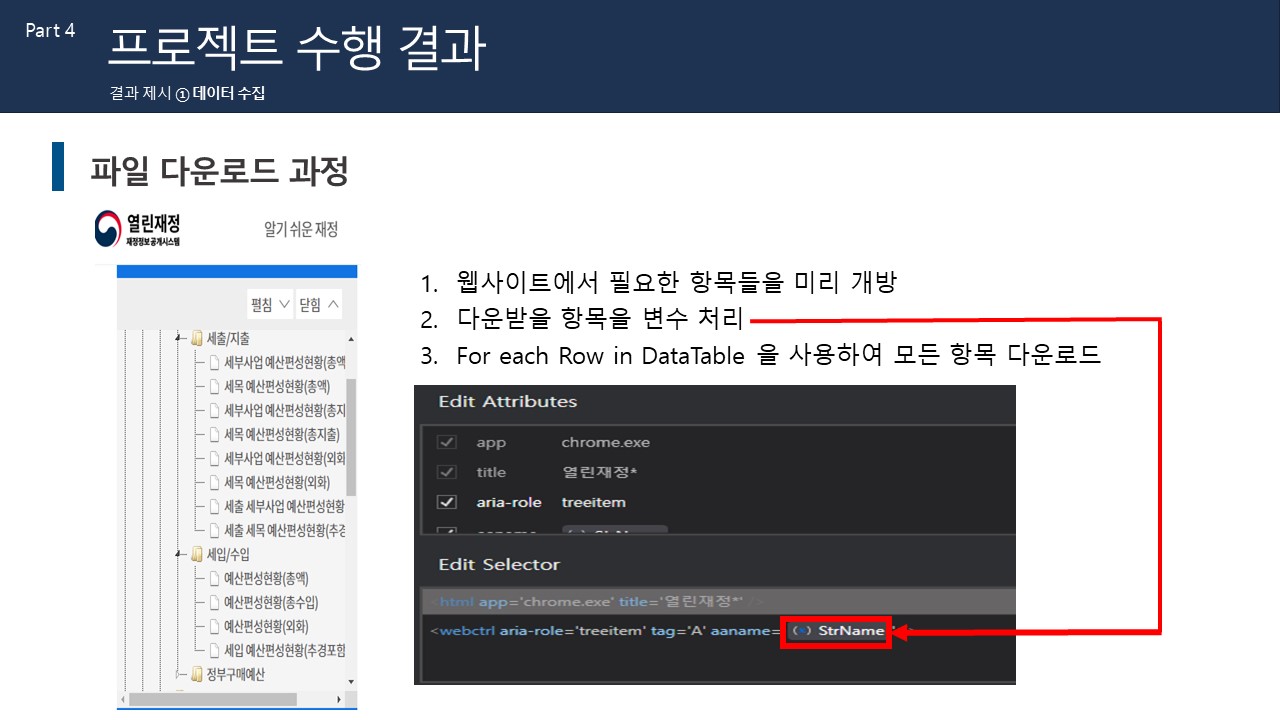 Part 4
프로젝트 수행 결과
결과 제시 ① 데이터 수집
파일 다운로드 과정
열린재정
재정정보공개시스템
알기 쉬운 재정
펼침
닫힘
세출/지출
세부사업 예산편성현황(총액
세목 예산편성현황(총액)
세부사업 예산편성현황(총지
세목 예산편성현황(총지출)
세부사업 예산편성현황(외화
세목 예산편성현황(외화)
세출 세부사업 예산편성현황
세출 세목 예산편성현황(추경
세입/수입
예산편성현황(총액)
예산편성현황(총수입)
예산편성현황(외화)
세입 예산편성현황(추경포함
정부구매예산
1. 웹사이트에서 필요한 항목들을 미리 개방
2. 다운받을 항목을 변수 처리
3. For each Row in DataTable 을 사용하여 모든 항목 다운로드
Edit Attributes
app chrome.exe
title 열린재정*
aria-role treeitem
Edit Selector
<html app='chrome.exe' title='열린재정*' />
<webctrl aria-role='treeitem' tag='A' aaname= StrName